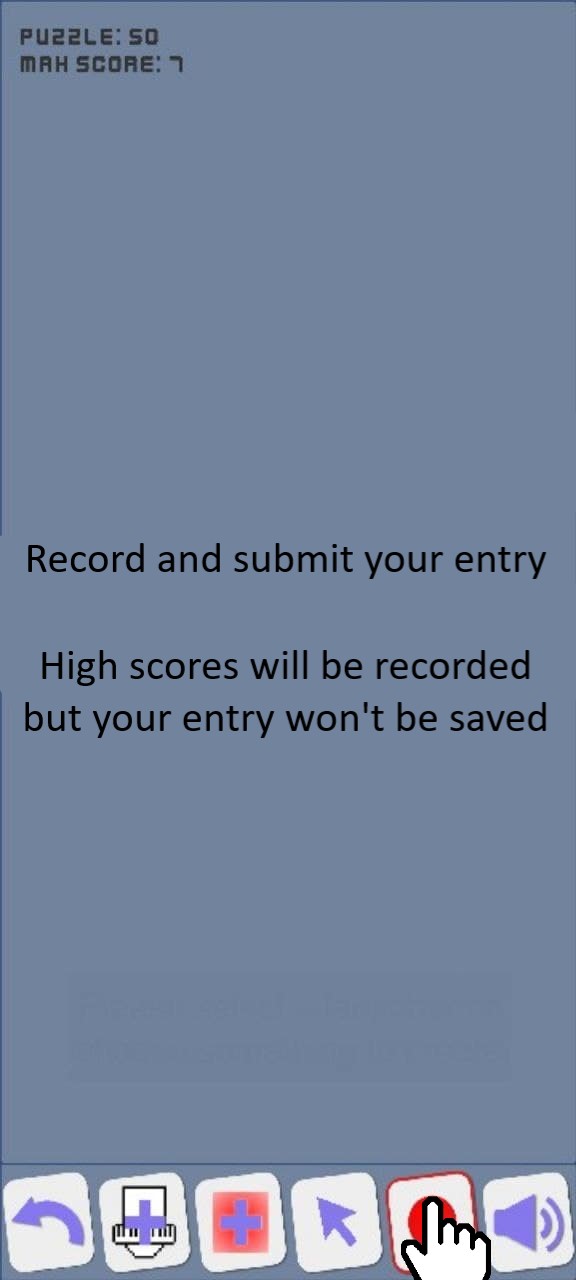 PUZZLE: 50
MAX SCORE: 7
Record and submit your entry
High scores will be recorded
but your entry won't be saved